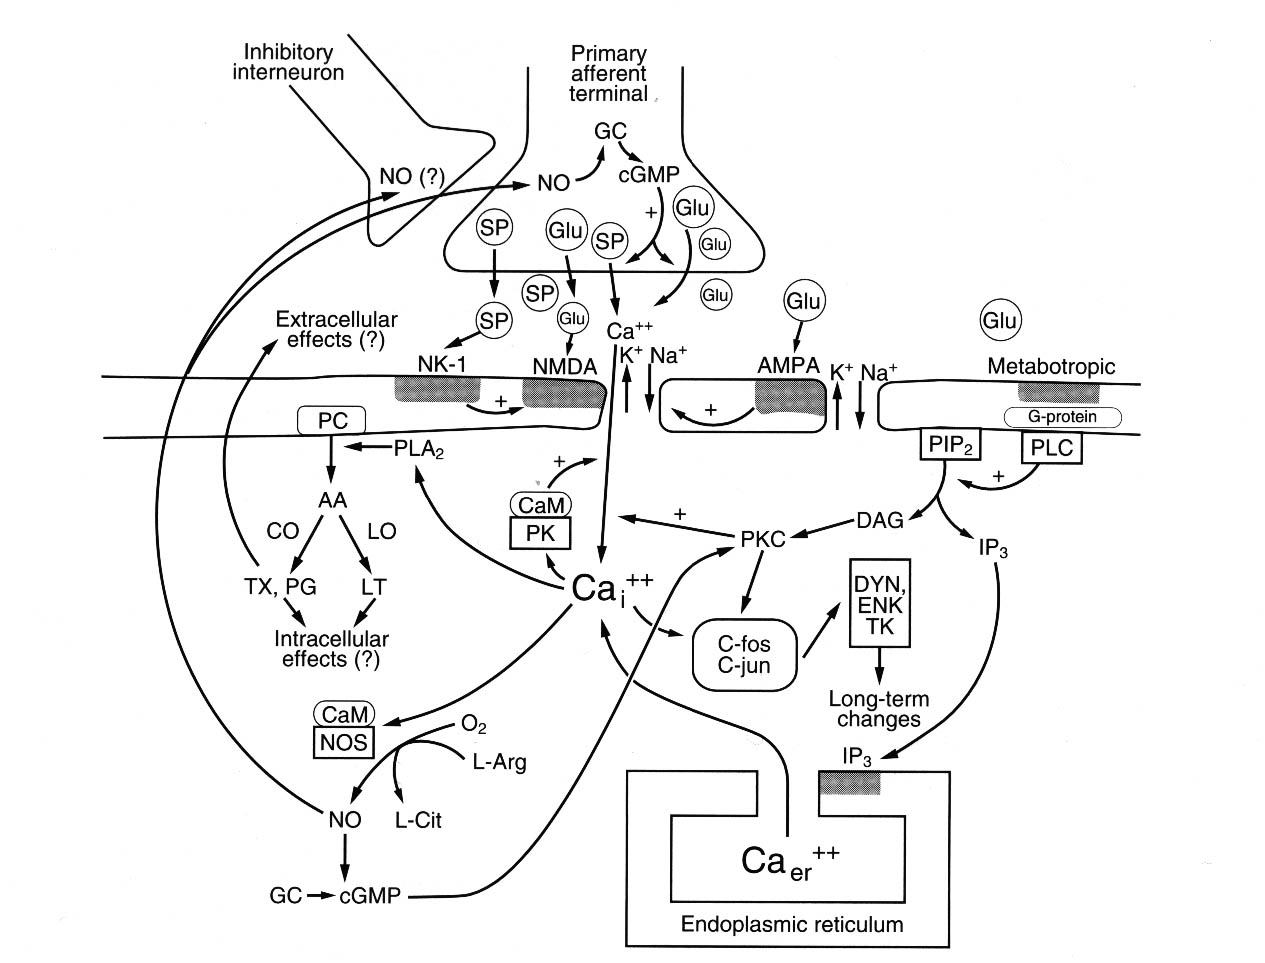 Inhibitory
interneuron
Primary
afferent
terminal
GC
NO (?)
NO
cGMP
+
Glu
SP
Glu
SP
Glu
SP
Glu
Glu
Glu
SP
Glu
Extracellular
effects (?)
Ca++
K+ Na+
NK-1
NMDA
AMPA
K+ Na+
Metabotropic
G-protein
+
+
PC
PLA2
PIP2
PLC
+
+
AA
CaM
PK
+
DAG
PKC
IP3
CO
LO
TX, PG
LT
Cai++
DYN,
ENK
TK
Intracellular
effects (?)
C-fos
C-jun
Long-term
changes
CaM
NOS
O2
L-Arg
IP3
NO
L-Cit
Caer++
GC
cGMP
Endoplasmic reticulum